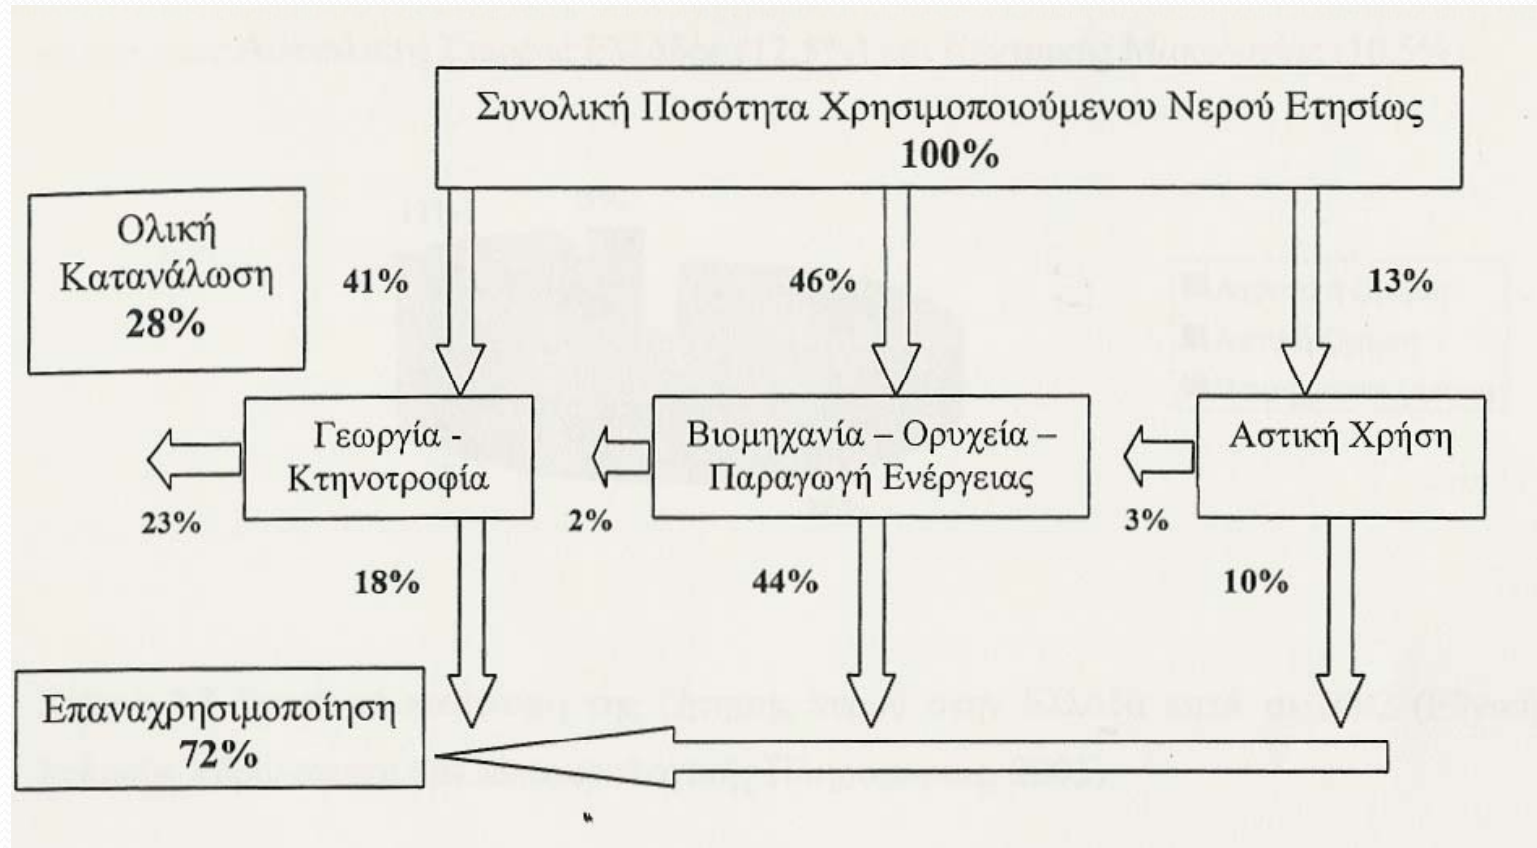 Συνολική Ποσότητα Χρησιμοποιούμενου Νερού Ετησίως
100%
Ολική
Κατανάλωση
28%
41%
46%
13%
Γεωργία -
Κτηνοτροφία
Βιομηχανία – Ορυχεία –
Παραγωγή Ενέργειας
Αστική Χρήση
23%
2%
3%
18%
44%
10%
Επαναχρησιμοποίηση
72%